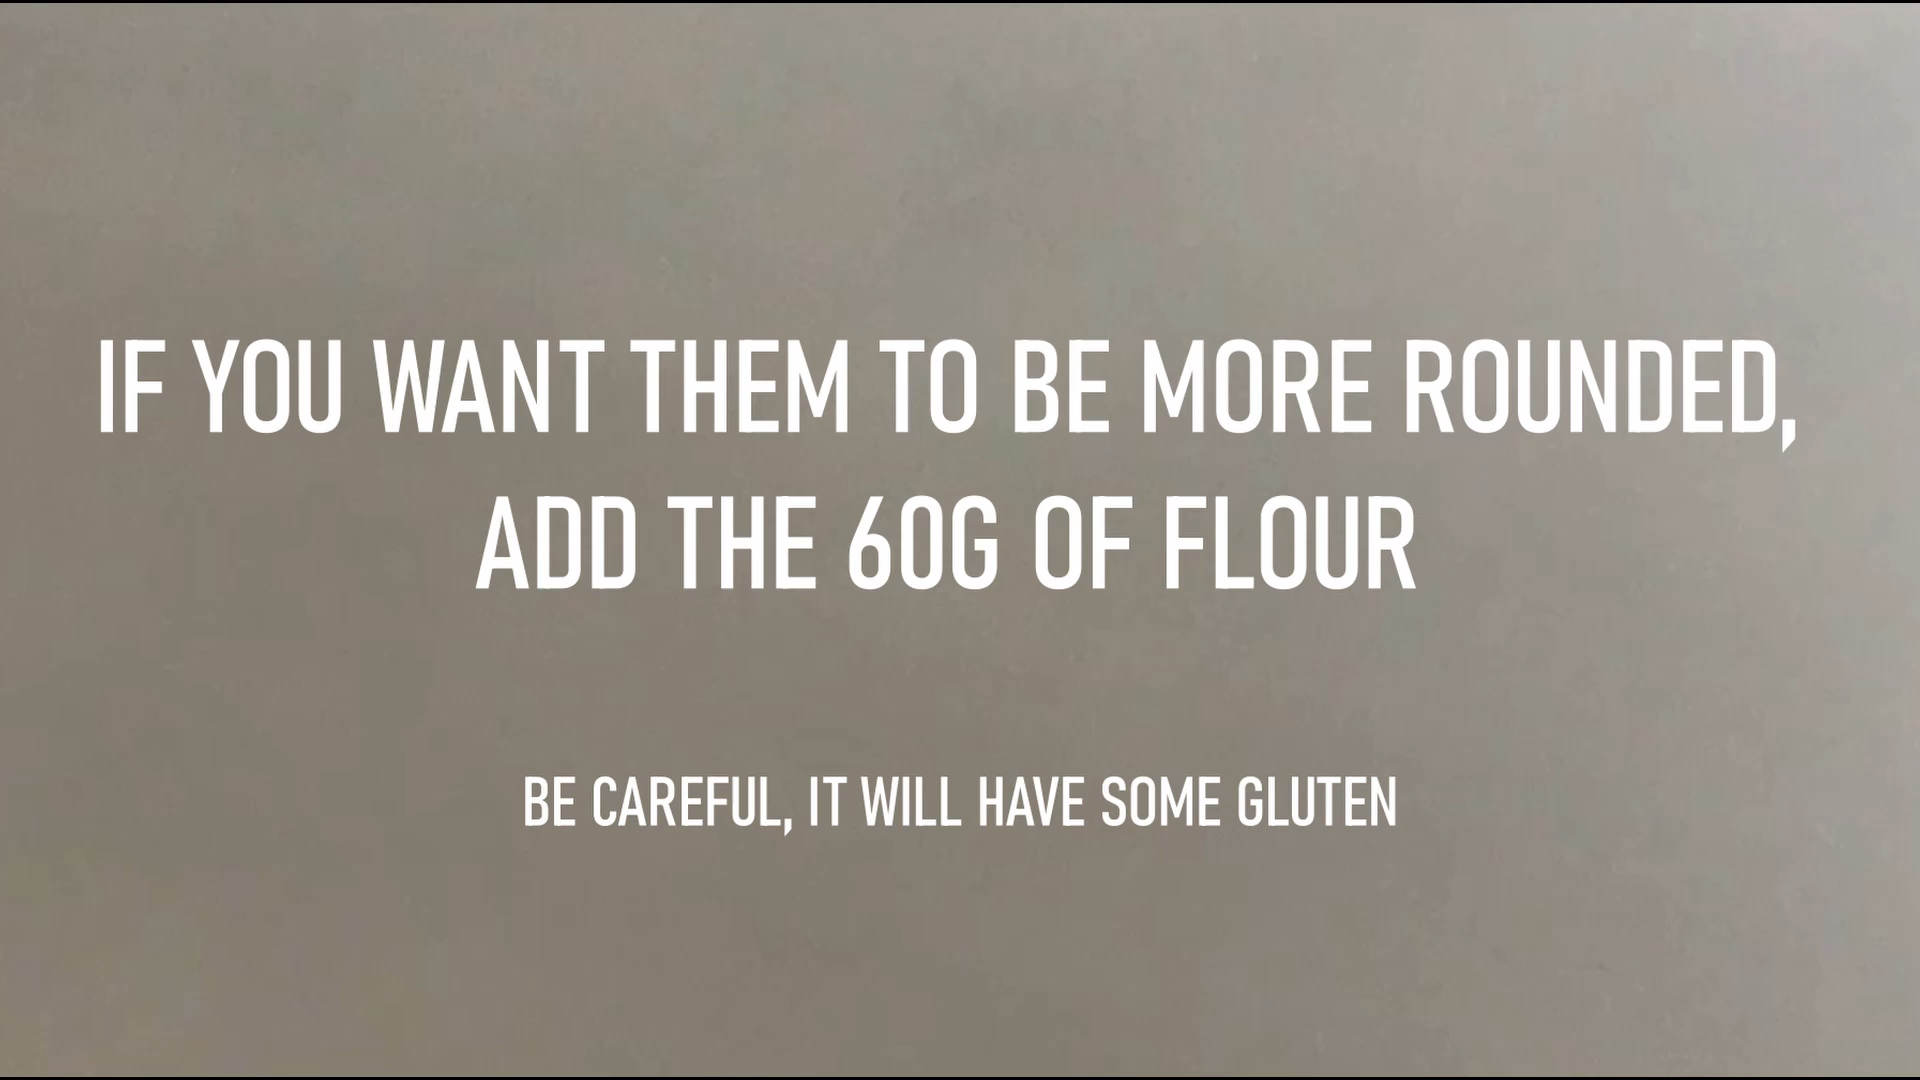 IF YOU WANT THEM TO BE MORE ROUNDED,
ADD THE 60G OF FLOUR
BE CAREFUL, IT WILL HAVE SOME GLUTEN